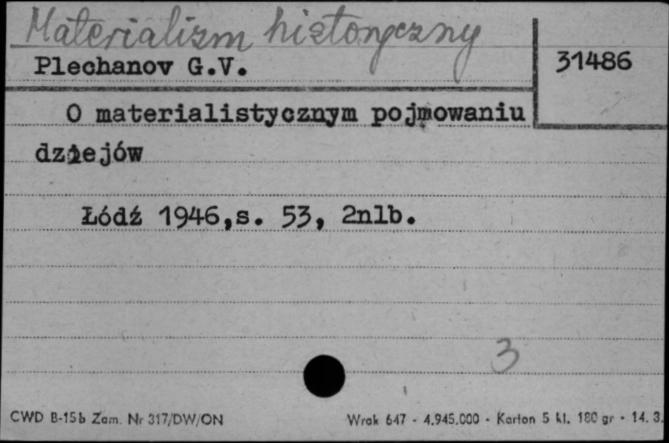 Materializm historyczny
Plechanov G.V.
31486
O materialistycznym pojmowaniu
dziejów
Łódź 1946,s. 53, 2nlb.
3
CWD B-15b Zam. Nr 317/DW/ON
Wrak 647 - 4.945.000 - Karton 5 kl. 180 gr - 14. 3.